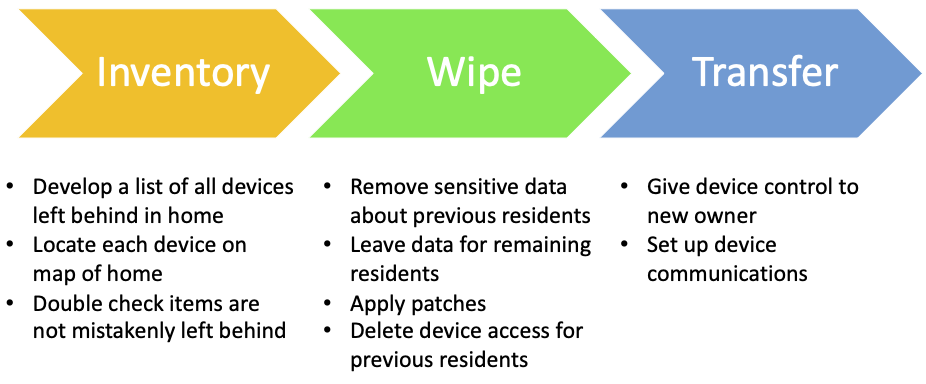 Inventory
Wipe
Transfer
• Develop a list of all devices
left behind in home
• Locate each device on
map of home
• Double check items are
not mistakenly left behind
• Remove sensitive data
about previous residents
• Leave data for remaining
residents
• Apply patches
• Delete device access for
previous residents
• Give device control to
new owner
• Set up device
communications